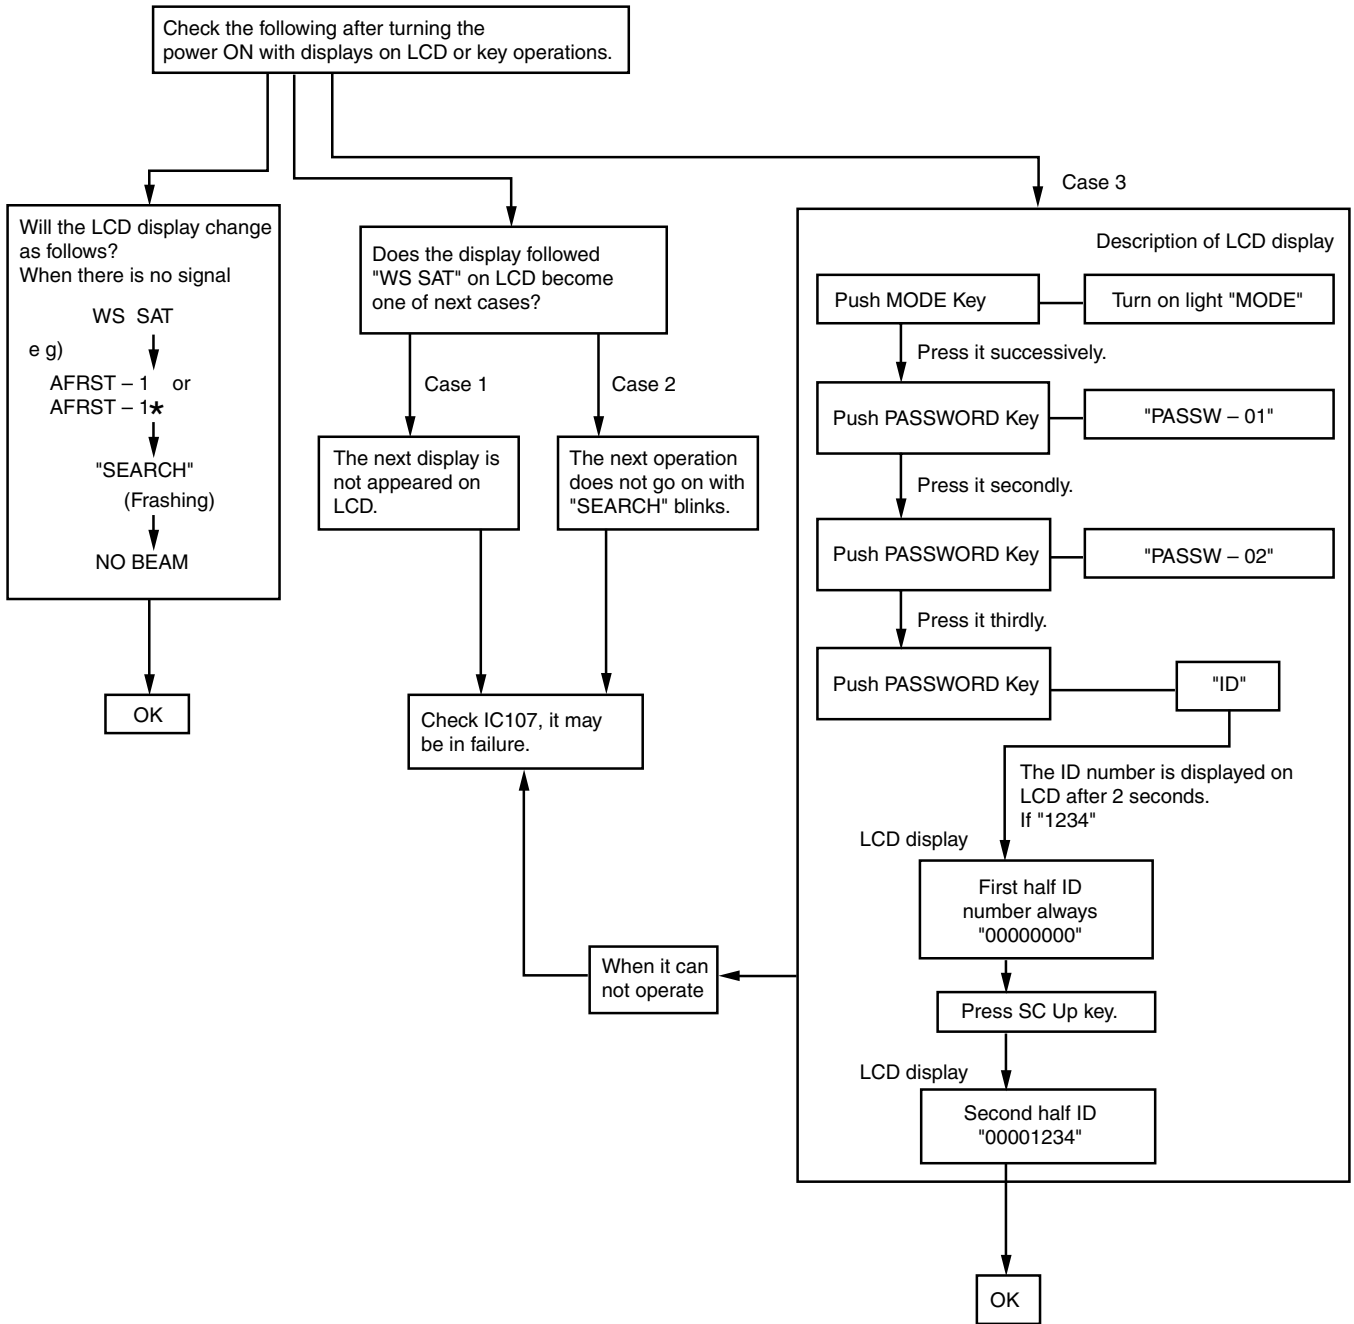 Check the following after turning the
power ON with displays on LCD or key operations.
Case 3
Will the LCD display change
as follows?
When there is no signal
WS SAT
e g)
AFRST – 1 or
AFRST – 1★
"SEARCH"
(Frashing)
NO BEAM
OK
Does the display followed
"WS SAT" on LCD become
one of next cases?
Case 1
Case 2
The next display is
not appeared on
LCD.
The next operation
does not go on with
"SEARCH" blinks.
Check IC107, it may
be in failure.
When it can
not operate
Description of LCD display
Push MODE Key
Turn on light "MODE"
Press it successively.
Push PASSWORD Key
"PASSW – 01"
Press it secondly.
Push PASSWORD Key
"PASSW – 02"
Press it thirdly.
Push PASSWORD Key
"ID"
The ID number is displayed on
LCD after 2 seconds.
If "1234"
LCD display
First half ID
number always
"00000000"
Press SC Up key.
LCD display
Second half ID
"00001234"
OK